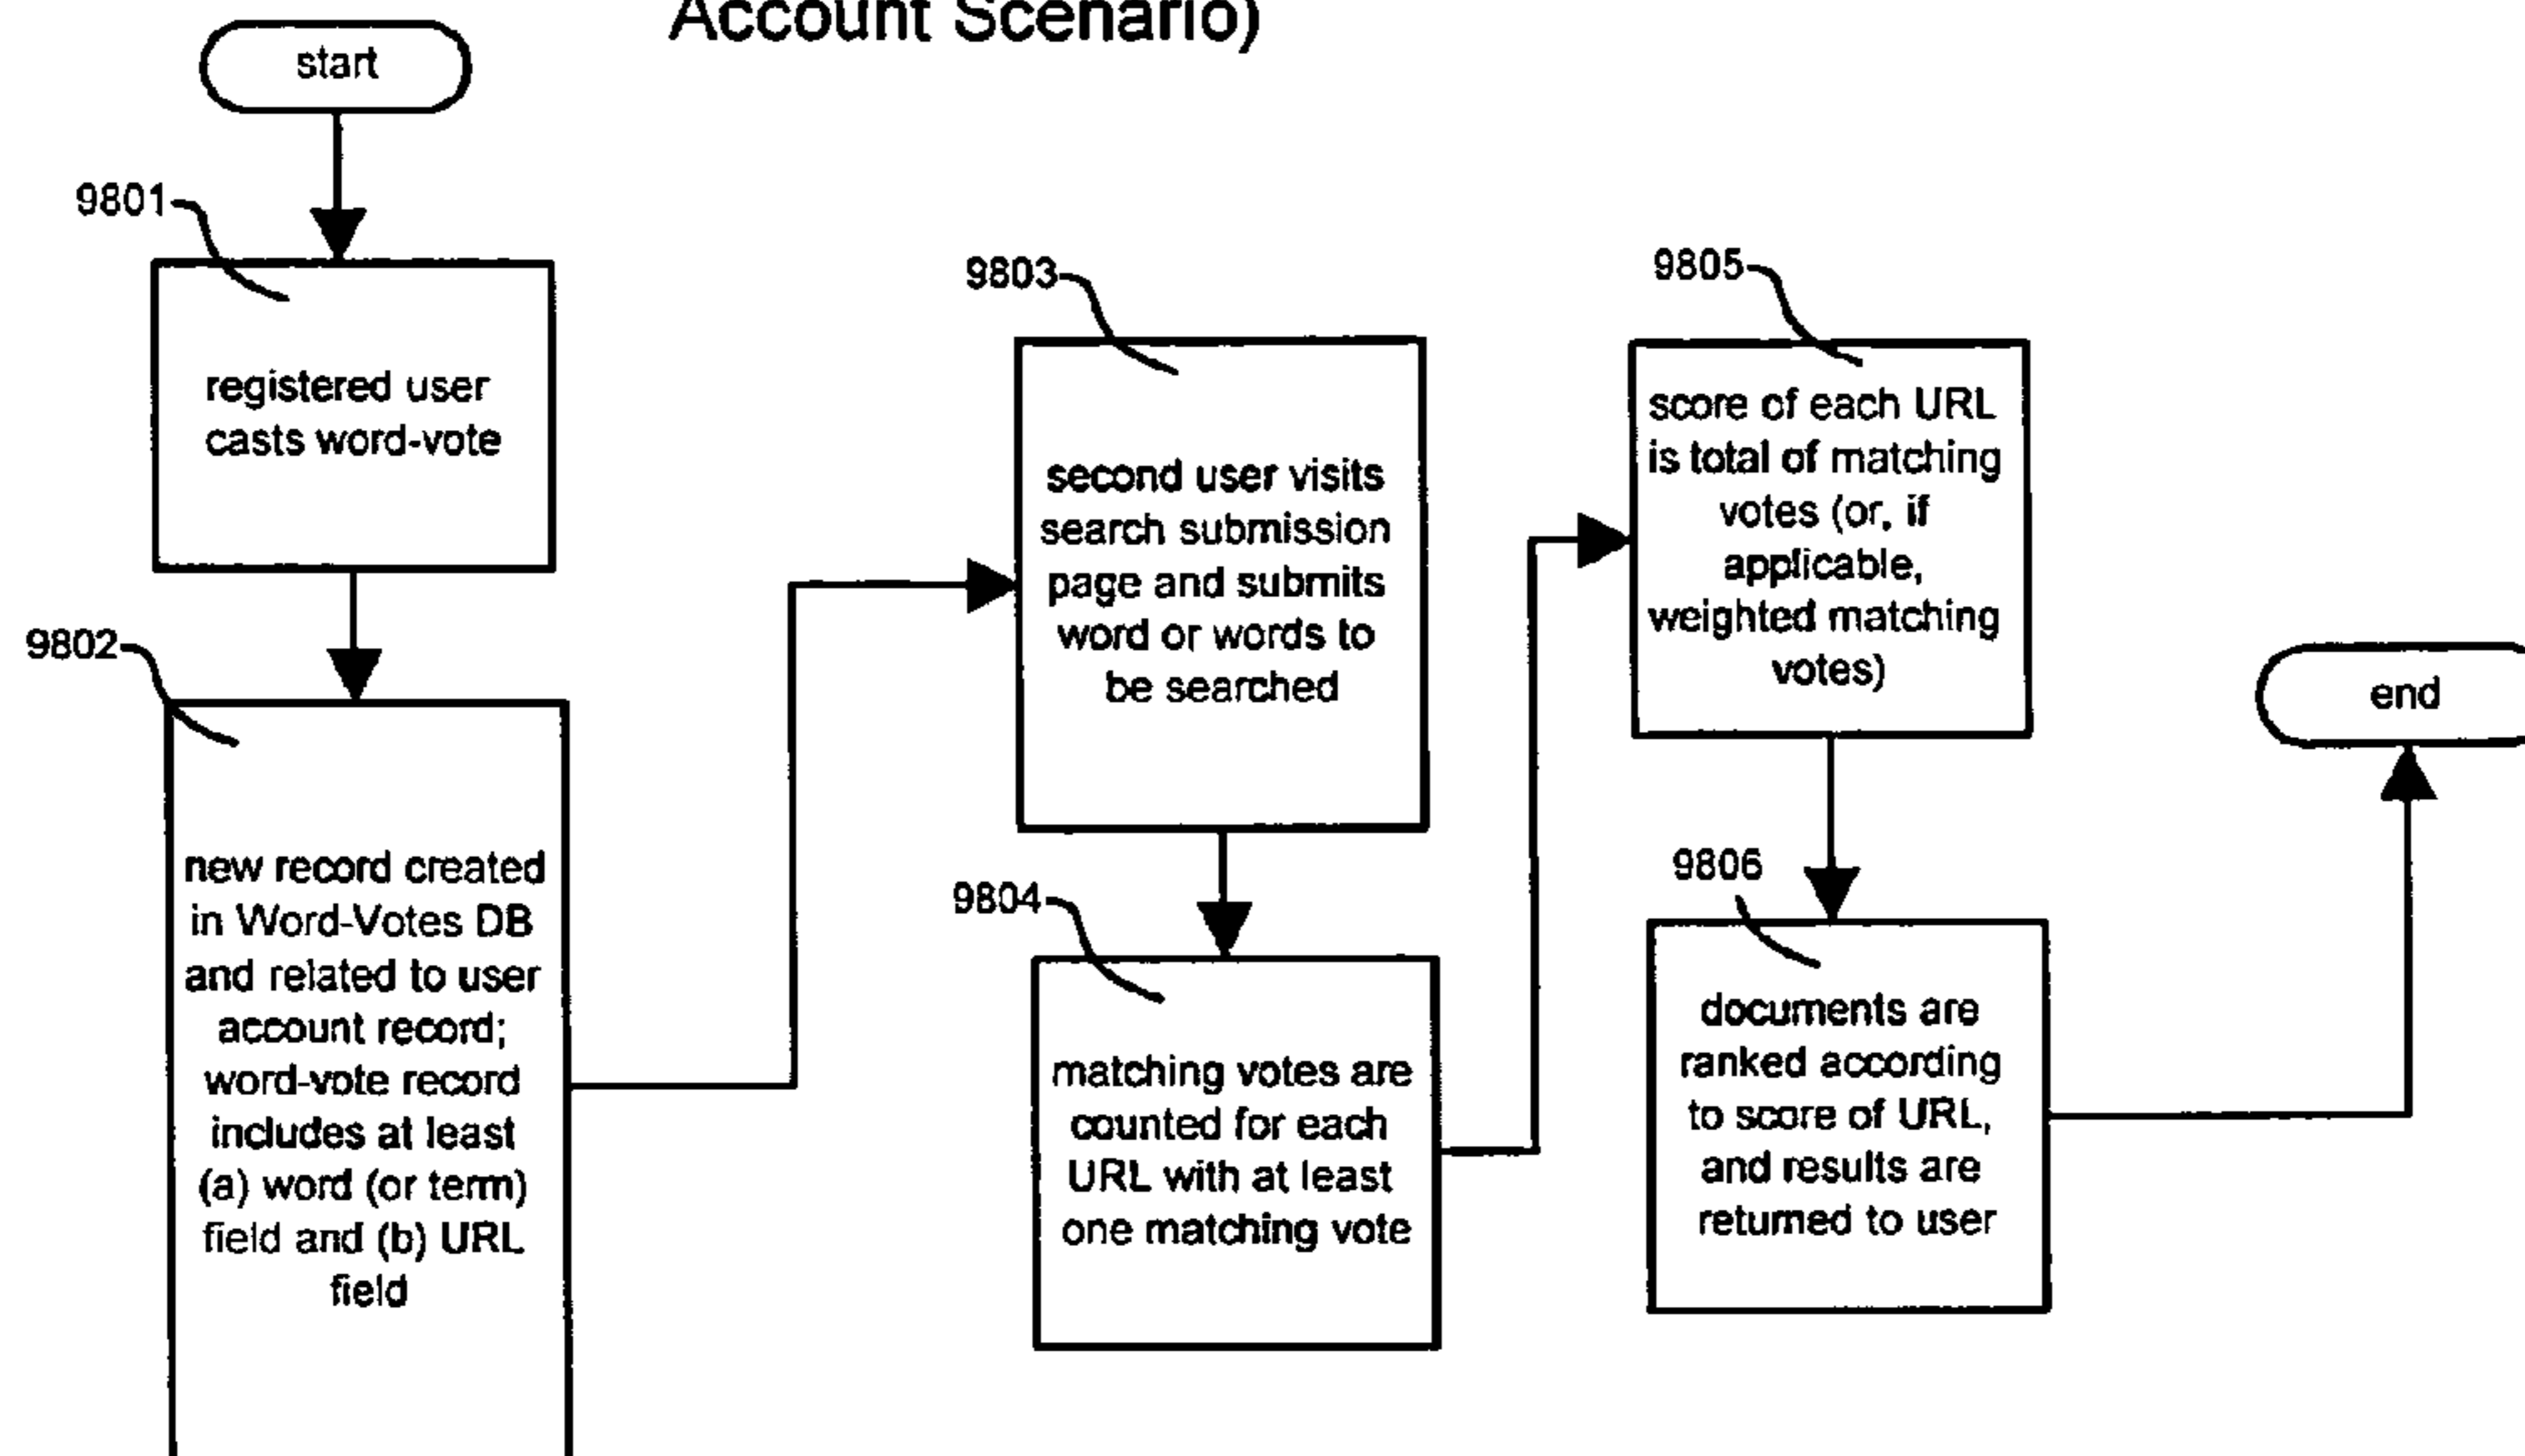 Account Scenario)
start
9801
registered user
casts word-vote
9802
new record created
in Word-Votes DB
and related to user
account record;
word-vote record
includes at least
(a) word (or term)
field and (b) URL
field
9803
second user visits
search submission
page and submits
word or words to
be searched
9804
matching votes are
counted for each
URL with at least
one matching vote
9805
score of each URL
is total of matching
votes (or, if
applicable,
weighted matching
votes)
9806
documents are
ranked according
to score of URL,
and results are
returned to user
end